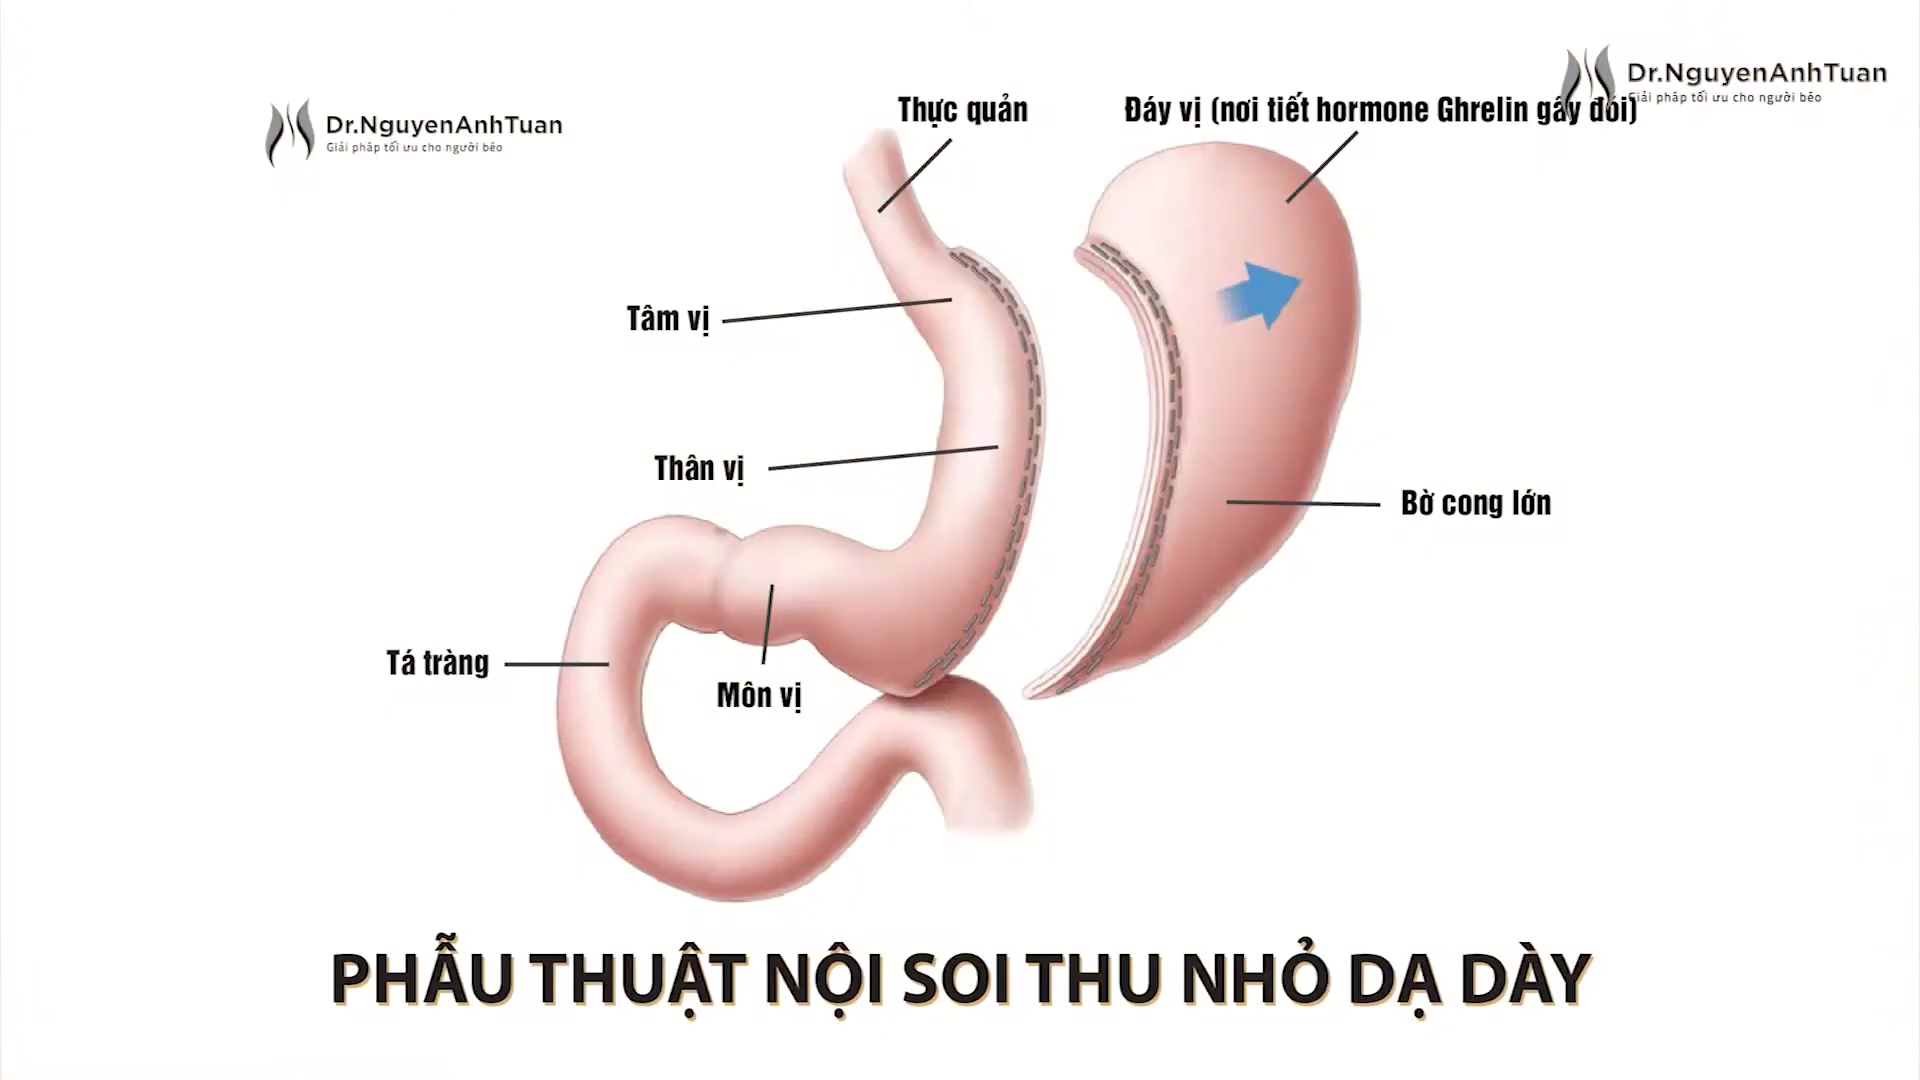 Dr.NguyenAnhTuan
Giải pháp tối ưu cho người béo
Thực quản
Đáy vị (nơi tiết hormone Ghrelin gây đói)
Dr.NguyenAnhTuan
Giải pháp tối ưu cho người béo
Tâm vị
Thân vị
Bờ cong lớn
Tá tràng
Môn vị
PHẪU THUẬT NỘI SOI THU NHỎ DẠ DÀY